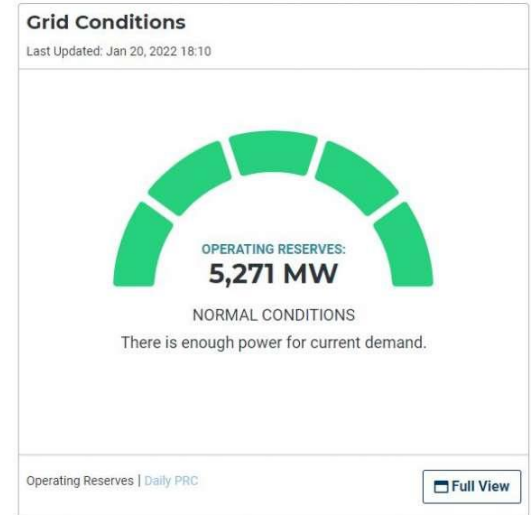 Grid Conditions
Last Updated: Jan 20, 2022 18:10
OPERATING RESERVES:
5,271 MW
NORMAL CONDITIONS
There is enough power for current demand.
Operating Reserves | Daily PRC
Full View